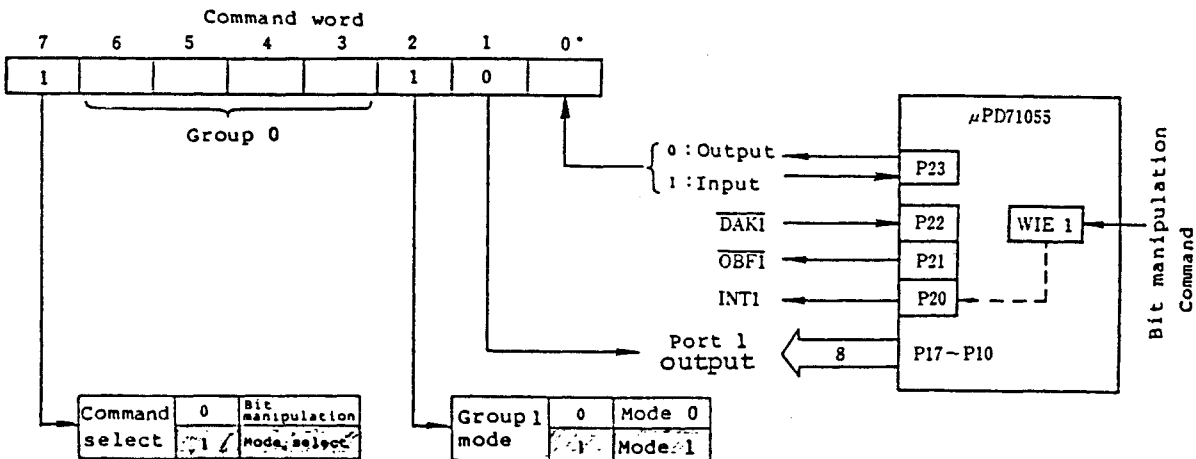 Command word
7 6 5 4 3 2 1 0*
1 1 0
Group 0
μPD71055
0 : Output
1 : Input
P23
D̅A̅K̅1̅
P22
WIE 1
O̅B̅F̅1̅
P21
INT1
P20
Port 1
output
8
P17~P10
Bit manipulation
Command
Command
select
0
Bit
manipulation
1
Mode select
Group 1
mode
0
Mode 0
1
Mode 1